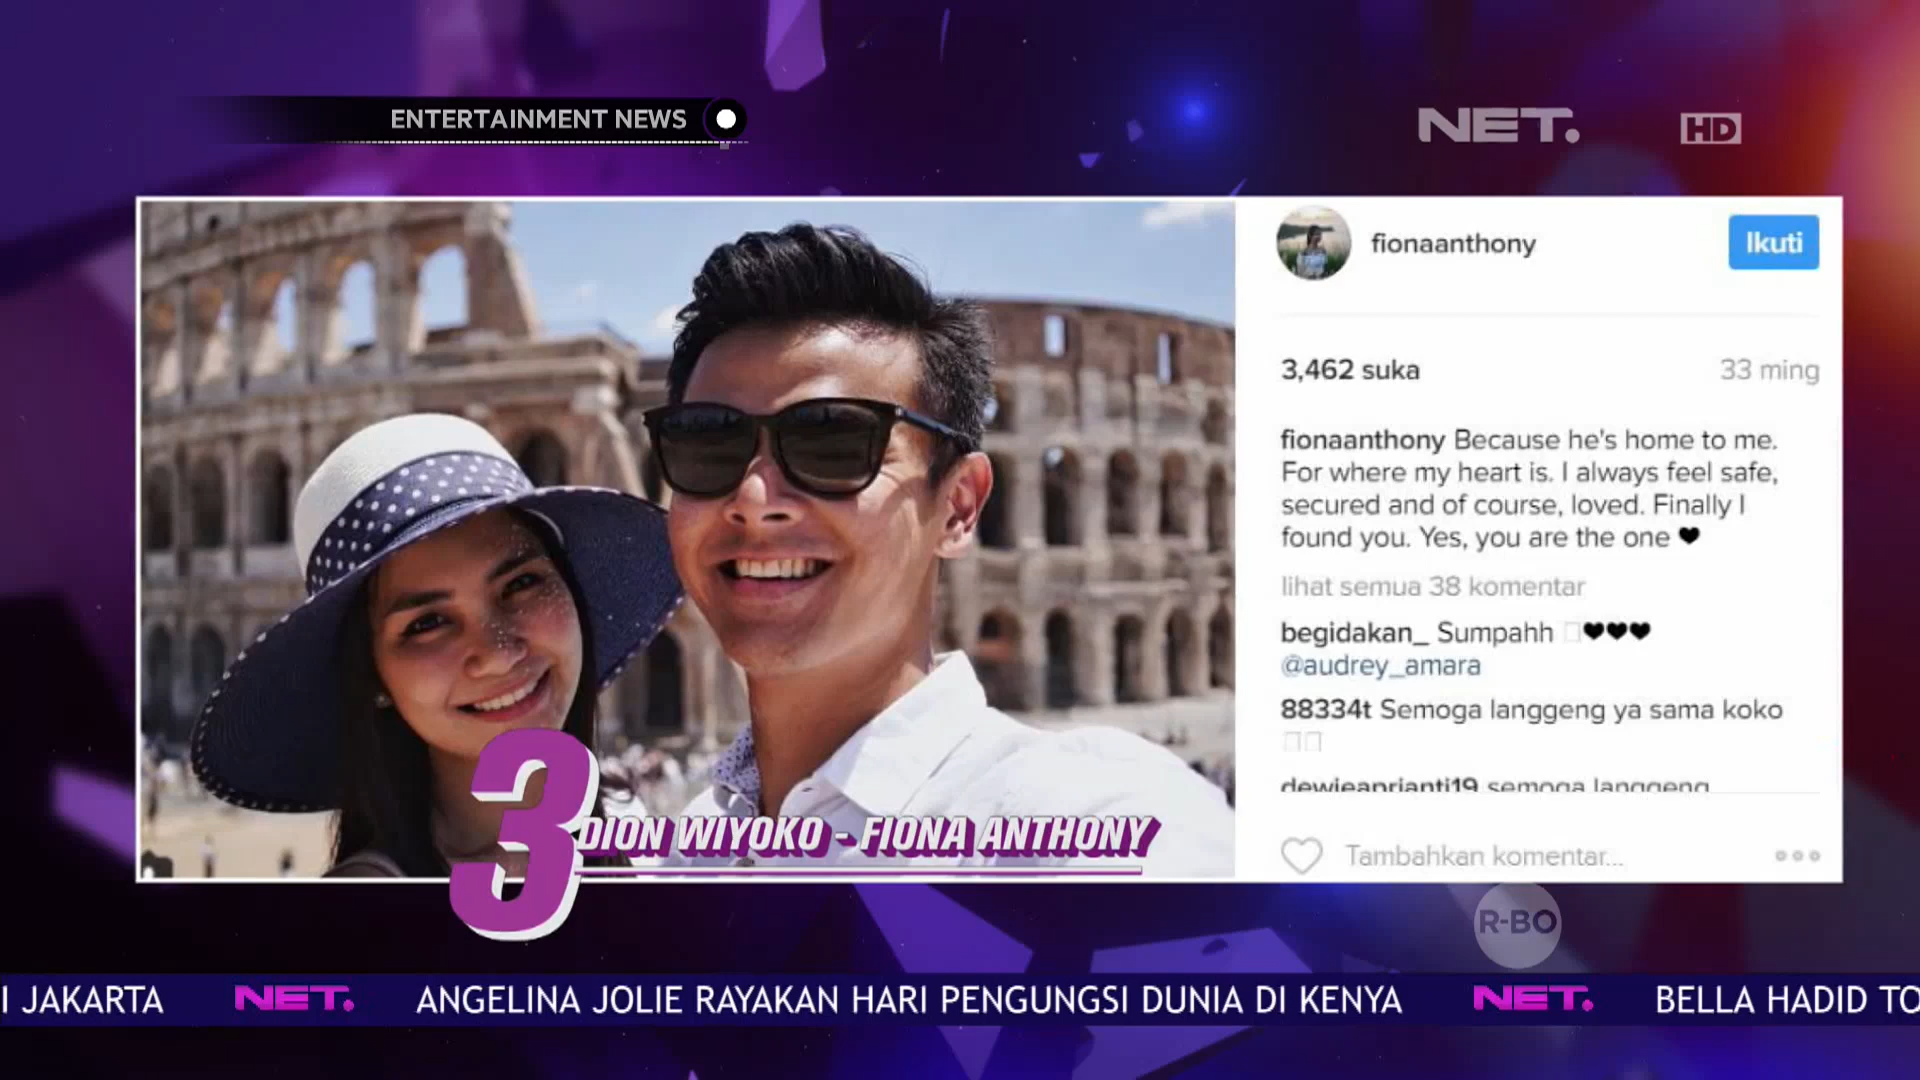 ENTERTAINMENT NEWS
NET.
HD
fionaanthony
Ikuti
3,462 suka
33 ming
fionaanthony Because he's home to me.
For where my heart is. I always feel safe,
secured and of course, loved. Finally I
found you. Yes, you are the one ♥
lihat semua 38 komentar
begidakan_ Sumpahh □♥♥♥
@audrey_amara
88334t Semoga langgeng ya sama koko
□□
dewieaprianti19 semoga langgeng
Tambahkan komentar...
3
DION WIYOKO - FIONA ANTHONY
R-BO
I JAKARTA NET. ANGELINA JOLIE RAYAKAN HARI PENGUNGSI DUNIA DI KENYA NET. BELLA HADID TO